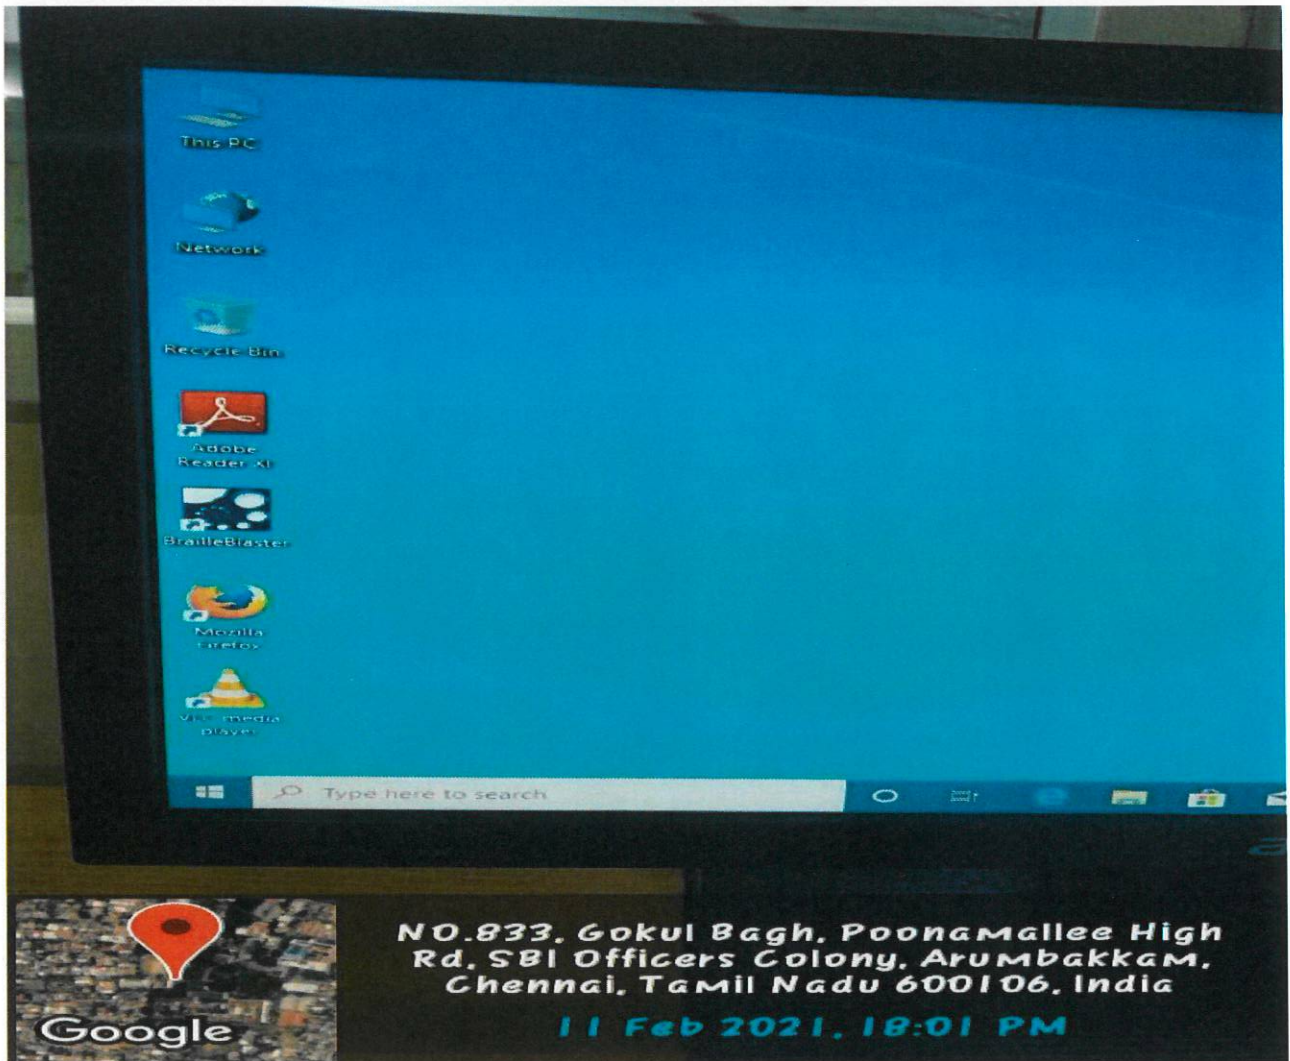 This PC
Network
Recycle Bin
Adobe
Reader XI
BrailleBlaster
Mozilla
Firefox
media
player
Type here to search
NO.833, Gokul Bagh, Poonamallee High
Rd, SBI Officers Colony, Arumbakkam,
Chennai, Tamil Nadu 600106, India
Google
11 Feb 2021, 18:01 PM